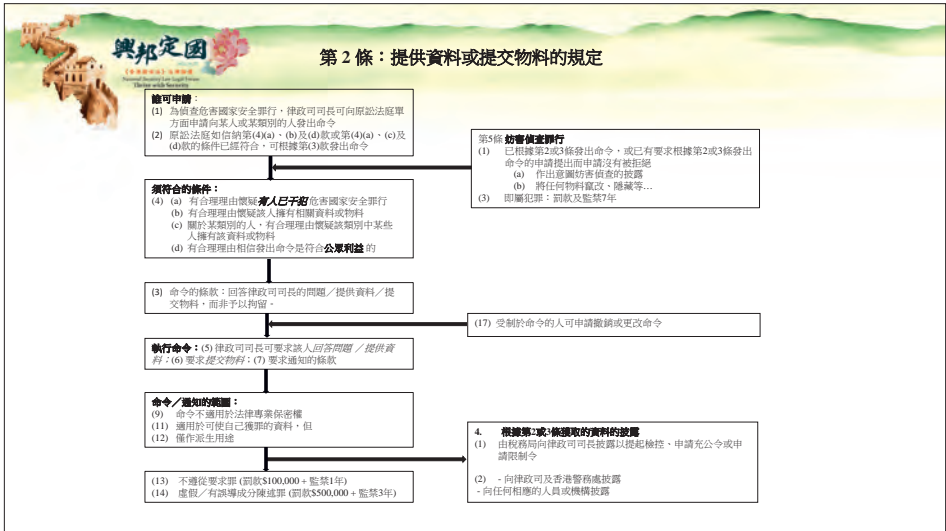 興邦定國
《香港國安法》法律論壇
National Security Law Legal Forum
Thrive with Security
第 2 條：提供資料或提交物料的規定
誰可申請：
(1) 為偵查危害國家安全罪行，律政司司長可向原訟法庭單
方面申請向某人或某類別的人發出命令
(2) 原訟法庭如信納第(4)(a)、(b)及(d)款或第(4)(a)、(c)及
(d)款的條件已經符合，可根據第(3)款發出命令
第5條 妨害偵查罪行
(1) 已根據第2或3條發出命令，或已有要求根據第2或3條發出
命令的申請提出而申請沒有被拒絕
(a) 作出意圖妨害偵查的披露
(b) 將任何物料竄改、隱藏等…
(3) 即屬犯罪：罰款及監禁7年
須符合的條件：
(4) (a) 有合理理由懷疑有人已干犯危害國家安全罪行
(b) 有合理理由懷疑該人擁有相關資料或物料
(c) 關於某類別的人，有合理理由懷疑該類別中某些
人擁有該資料或物料
(d) 有合理理由相信發出命令是符合公眾利益 的
(3) 命令的條款：回答律政司司長的問題／提供資料／提
交物料，而非予以拘留。
(17) 受制於命令的人可申請撤銷或更改命令
執行命令：(5) 律政司司長可要求該人回答問題 ／提供資
料；(6) 要求提交物料；(7) 要求通知的條款
命令／通知的範圍：
(9) 命令不適用於法律專業保密權
(11) 適用於可使自己獲罪的資料，但
(12) 僅作派生用途
4. 根據第2或3條獲取的資料的披露
(1) 由稅務局向律政司司長披露以提起檢控、申請充公令或申
請限制令
(2) - 向律政司及香港警務處披露
- 向任何相應的人員或機構披露
(13) 不遵從要求罪 (罰款$100,000 + 監禁1年)
(14) 虛假／有誤導成分陳述罪 (罰款$500,000 + 監禁3年)